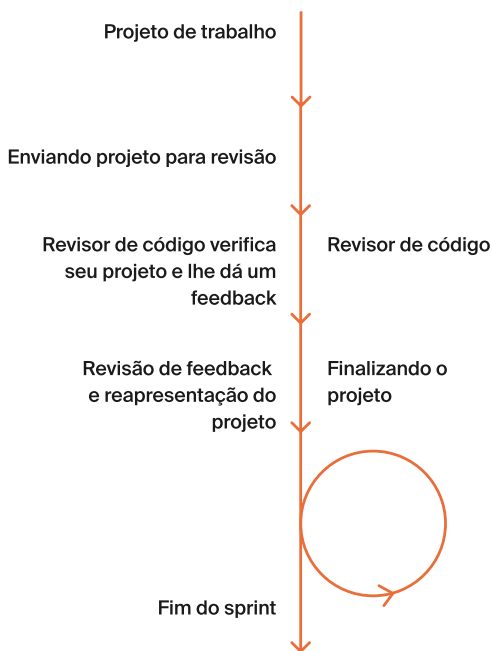 Projeto de trabalho
Enviando projeto para revisão
Revisor de código verifica
seu projeto e lhe dá um
feedback
Revisor de código
Revisão de feedback
e reapresentação do
projeto
Finalizando o
projeto
Fim do sprint